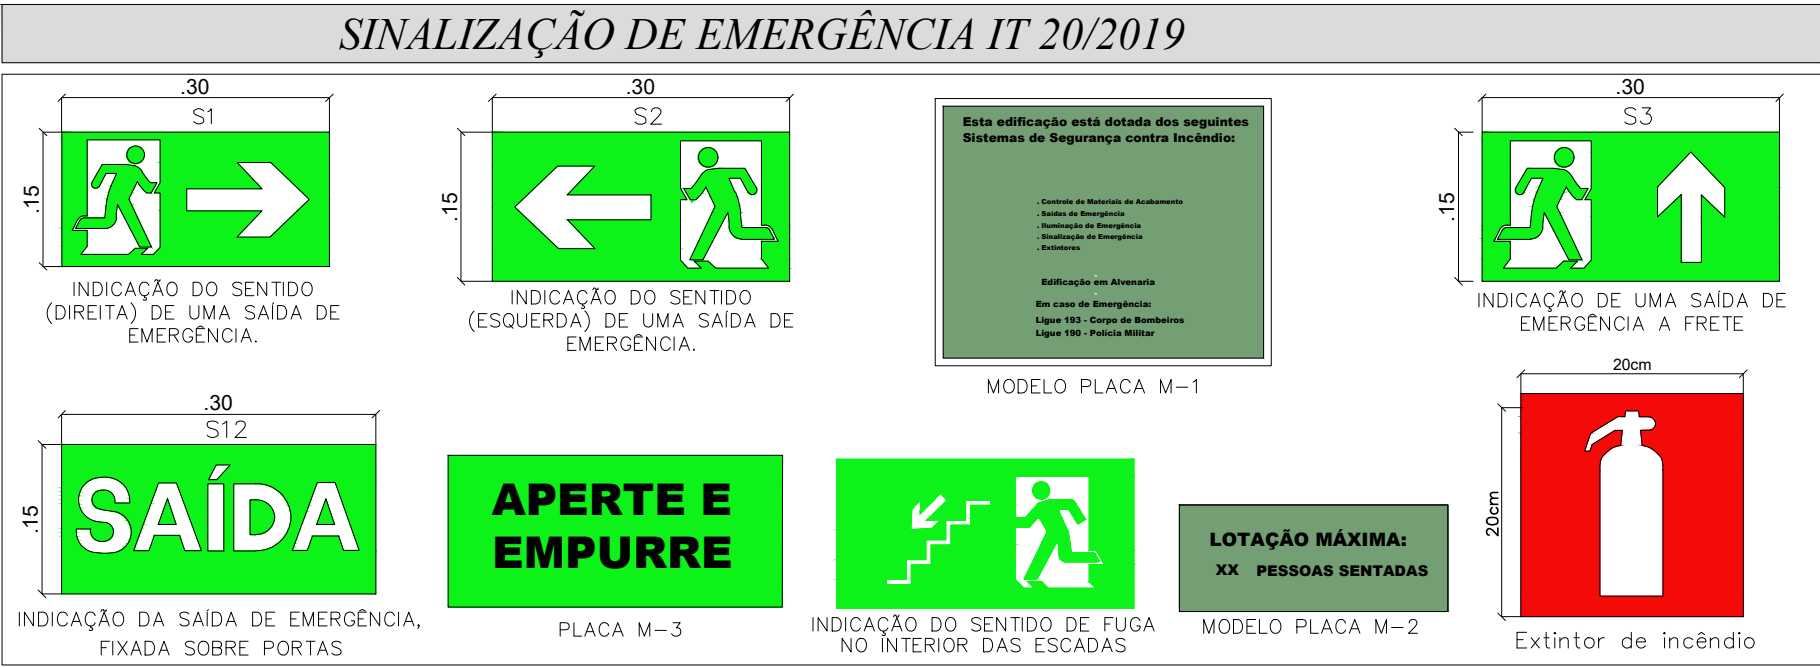 SINALIZAÇÃO DE EMERGÊNCIA IT 20/2019
.30
S1
.15
INDICAÇÃO DO SENTIDO
(DIREITA) DE UMA SAÍDA DE
EMERGÊNCIA.
.30
S2
.15
INDICAÇÃO DO SENTIDO
(ESQUERDA) DE UMA SAÍDA DE
EMERGÊNCIA.
Esta edificação está dotada dos seguintes
Sistemas de Segurança contra Incêndio:
. Controle de Materiais de Acabamento
. Saídas de Emergência
. Iluminação de Emergência
. Sinalização de Emergência
. Extintores
Edificação em Alvenaria
Em caso de Emergência:
Ligue 193 - Corpo de Bombeiros
Ligue 190 - Polícia Militar
MODELO PLACA M-1
.30
S3
.15
INDICAÇÃO DE UMA SAÍDA DE
EMERGÊNCIA A FRETE
.30
S12
.15
SAÍDA
INDICAÇÃO DA SAÍDA DE EMERGÊNCIA,
FIXADA SOBRE PORTAS
APERTE E
EMPURRE
PLACA M-3
INDICAÇÃO DO SENTIDO DE FUGA
NO INTERIOR DAS ESCADAS
LOTAÇÃO MÁXIMA:
XX PESSOAS SENTADAS
MODELO PLACA M-2
20cm
20cm
Extintor de incêndio